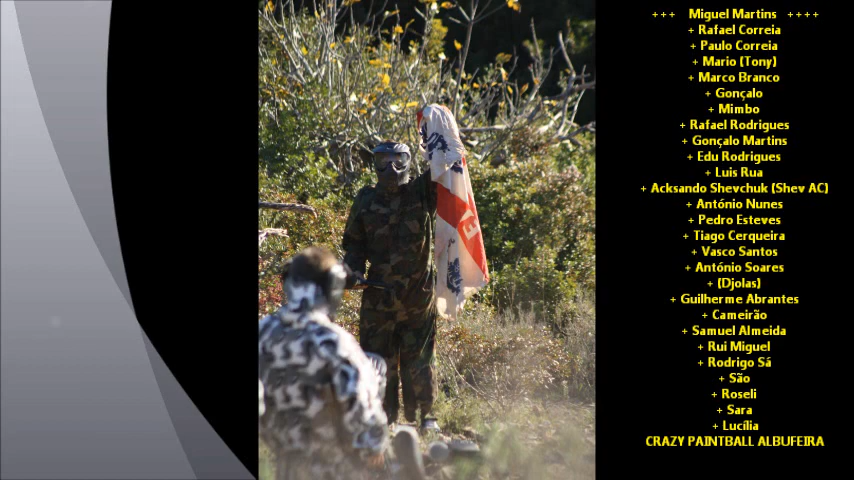 +++ Miguel Martins ++++
+ Rafael Correia
+ Paulo Correia
+ Mario (Tony)
+ Marco Branco
+ Gonçalo
+ Mimbo
+ Rafael Rodrigues
+ Gonçalo Martins
+ Edu Rodrigues
+ Luis Rua
+ Acksando Shevchuk (Shev AC)
+ António Nunes
+ Pedro Esteves
+ Tiago Cerqueira
+ Vasco Santos
+ António Soares
+ (Djolas)
+ Guilherme Abrantes
+ Cameirão
+ Samuel Almeida
+ Rui Miguel
+ Rodrigo Sá
+ São
+ Roseli
+ Sara
+ Lucília
CRAZY PAINTBALL ALBUFEIRA